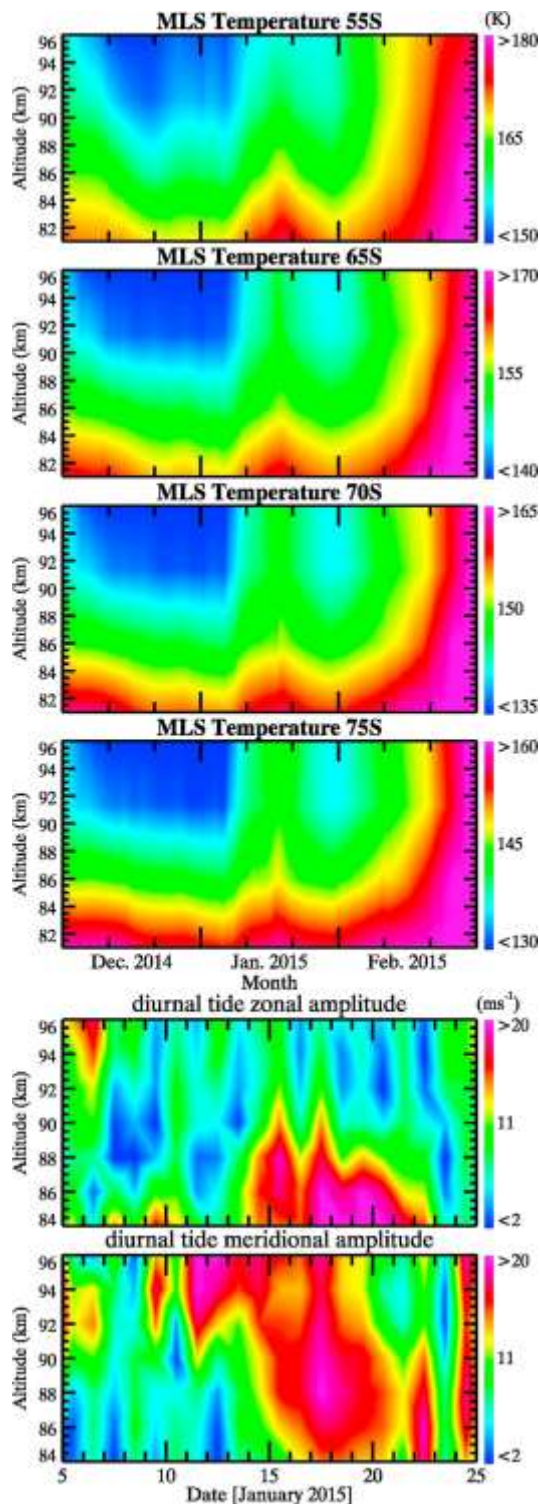 MLS Temperature 55S (K)
96 >180
94
92
90 165
88
86
84
82 <150
Altitude (km)
MLS Temperature 65S
96 >170
94
92
90 155
88
86
84
82 <140
Altitude (km)
MLS Temperature 70S
96 >165
94
92
90 150
88
86
84
82 <135
Altitude (km)
MLS Temperature 75S
96 >160
94
92
90 145
88
86
84
82 <130
Altitude (km)
Dec. 2014 Jan. 2015 Feb. 2015
Month
diurnal tide zonal amplitude (ms-1)
96 >20
94
92
90 11
88
86
84 <2
Altitude (km)
diurnal tide meridional amplitude
96 >20
94
92
90 11
88
86
84 <2
Altitude (km)
5 10 15 20 25
Date [January 2015]